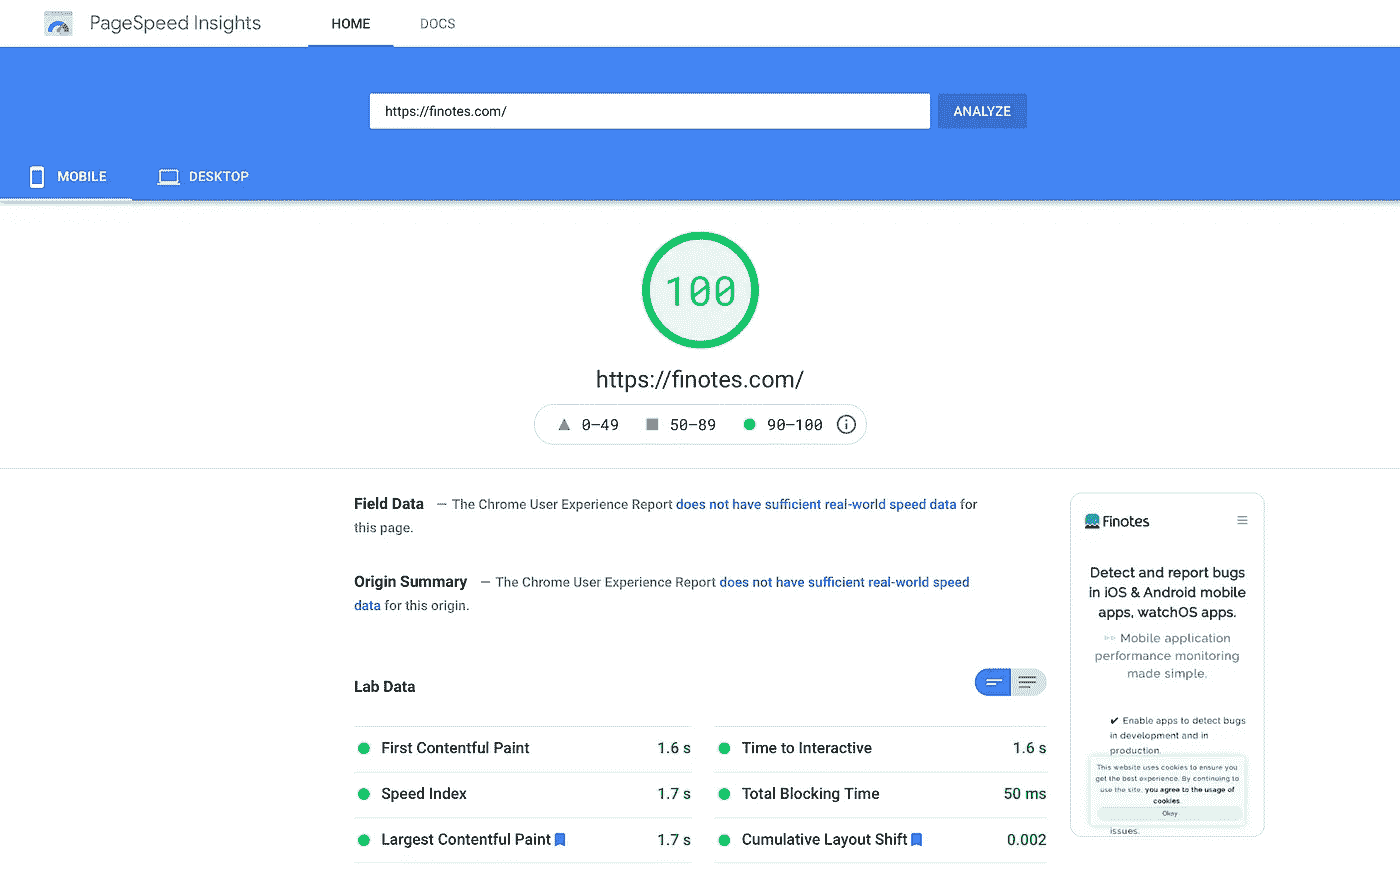 PageSpeed Insights
HOME
DOCS
https://finotes.com/
ANALYZE
MOBILE
DESKTOP
100
https://finotes.com/
0–49
50–89
90–100
Field Data — The Chrome User Experience Report does not have sufficient real-world speed data for
this page.
Origin Summary — The Chrome User Experience Report does not have sufficient real-world speed
data for this origin.
Lab Data
First Contentful Paint 1.6 s
Time to Interactive 1.6 s
Speed Index 1.7 s
Total Blocking Time 50 ms
Largest Contentful Paint 1.7 s
Cumulative Layout Shift 0.002
Finotes
Detect and report bugs
in iOS & Android mobile
apps, watchOS apps.
Mobile application
performance monitoring
made simple.
✔ Enable apps to detect bugs
in development and in
production.
This website uses cookies to ensure you
get the best experience. By continuing to
use the site, you agree to the usage of
cookies.
Okay
issues.